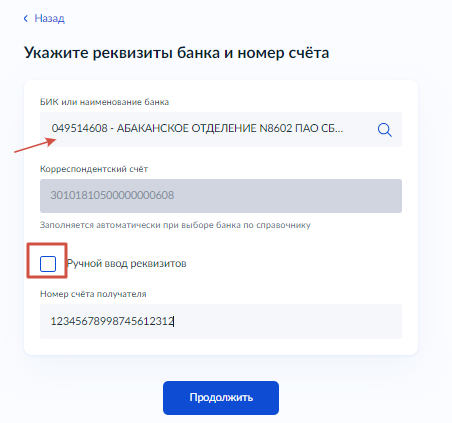 Назад
Укажите реквизиты банка и номер счёта
БИК или наименование банка
049514608 - АБАКАНСКОЕ ОТДЕЛЕНИЕ N8602 ПАО СБ...
Корреспондентский счёт
30101810500000000608
Заполняется автоматически при выборе банка по справочнику
Ручной ввод реквизитов
Номер счёта получателя
12345678998745612312
Продолжить